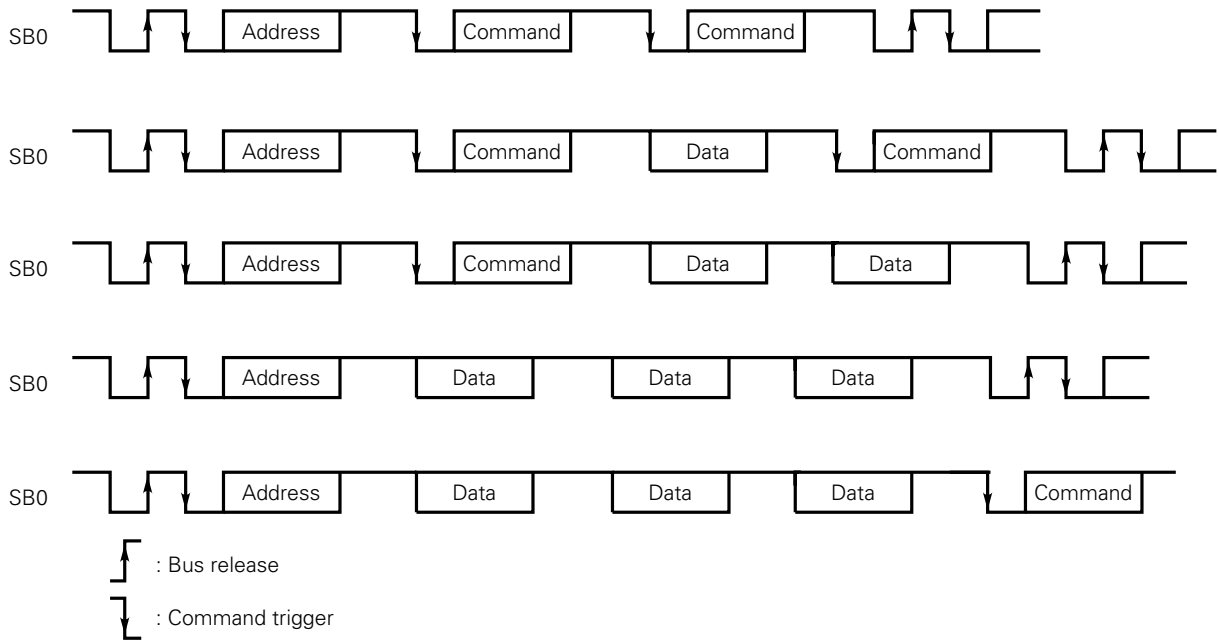 SB0 Address Command Command
SB0 Address Command Data Command
SB0 Address Command Data Data
SB0 Address Data Data Data
SB0 Address Data Data Data Command
: Bus release
: Command trigger